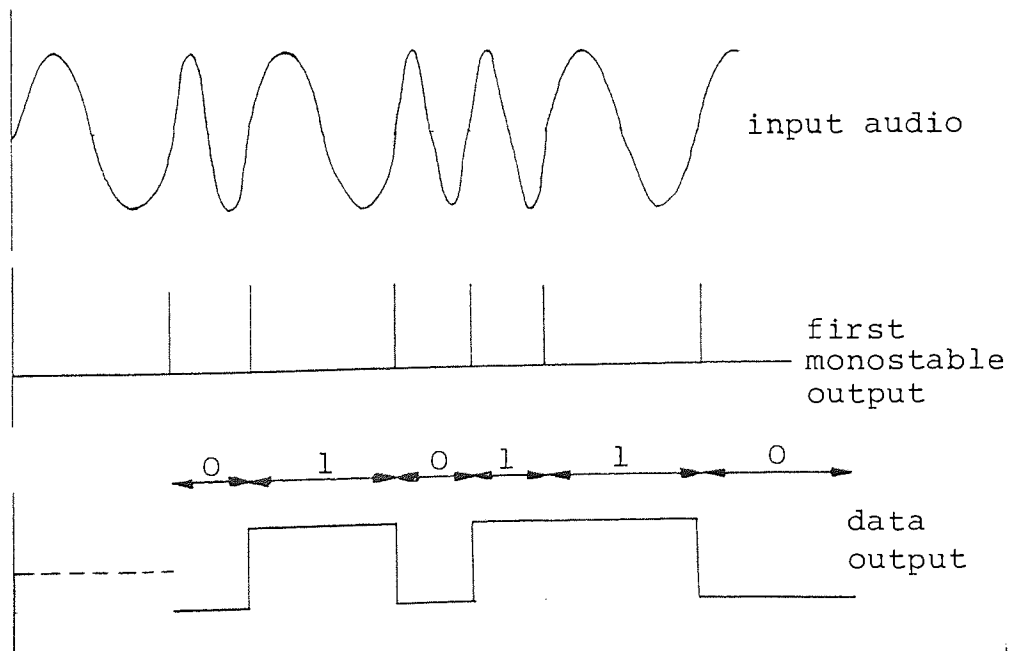 input audio
first
monostable
output
0 1 0 1 1 0
data
output